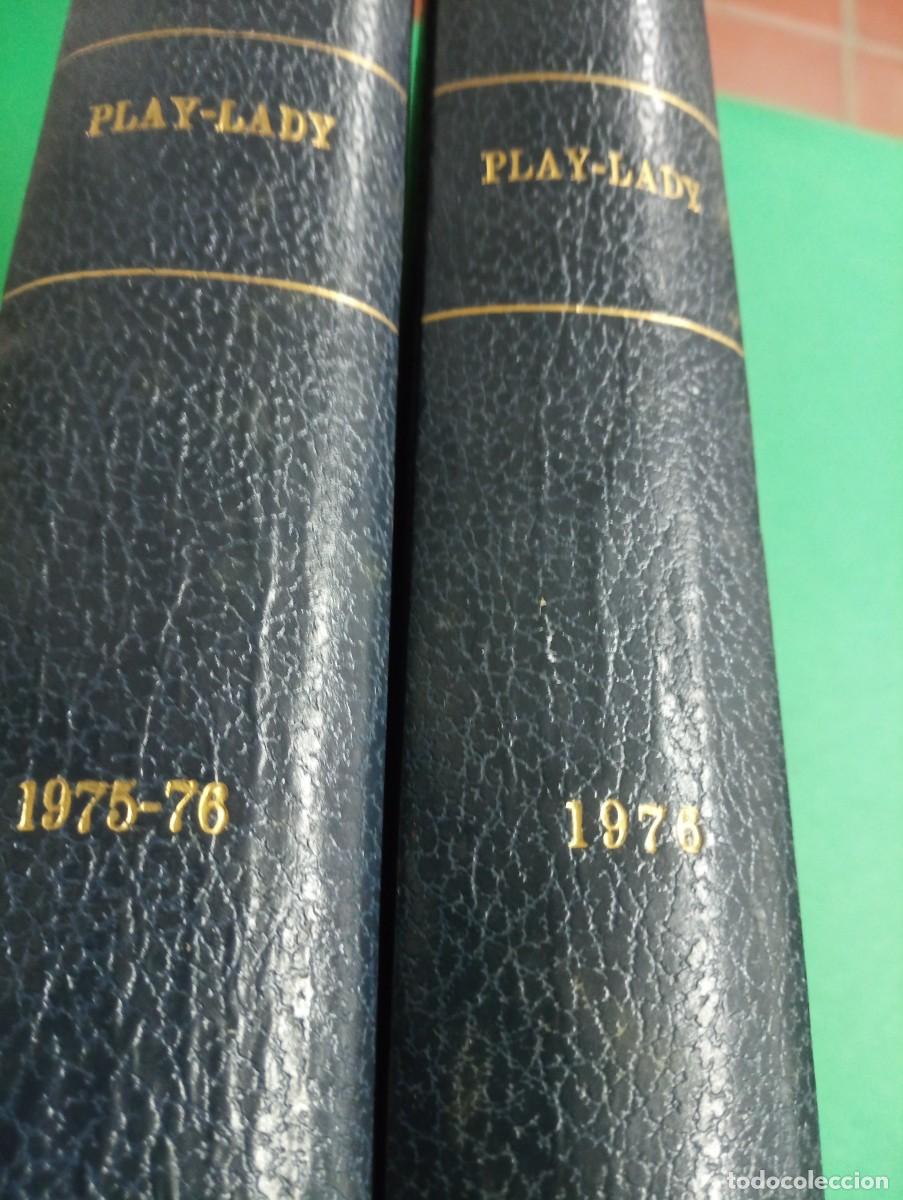 PLAY-LADY
1975-76
PLAY-LADY
1976
todocoleccion